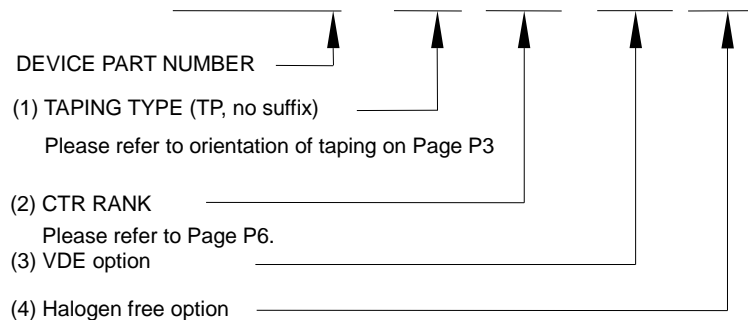 DEVICE PART NUMBER
(1) TAPING TYPE (TP, no suffix)
Please refer to orientation of taping on Page P3
(2) CTR RANK
Please refer to Page P6.
(3) VDE option
(4) Halogen free option